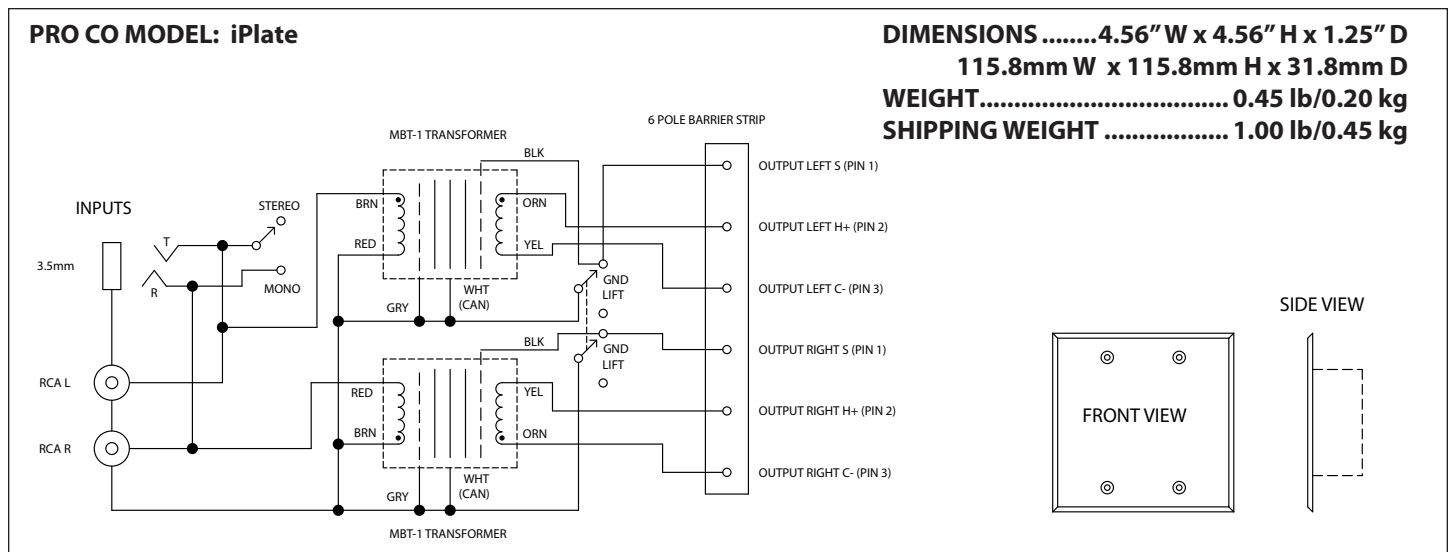 PRO CO MODEL: iPlate
DIMENSIONS ........4.56" W x 4.56" H x 1.25" D
115.8mm W x 115.8mm H x 31.8mm D
WEIGHT.................................... 0.45 lb/0.20 kg
SHIPPING WEIGHT .................. 1.00 lb/0.45 kg
6 POLE BARRIER STRIP
MBT-1 TRANSFORMER
BLK
OUTPUT LEFT S (PIN 1)
INPUTS
STEREO
BRN
ORN
T
OUTPUT LEFT H+ (PIN 2)
RED
YEL
3.5mm
R
MONO
GND
LIFT
WHT
(CAN)
GRY
OUTPUT LEFT C- (PIN 3)
SIDE VIEW
BLK
GND
LIFT
OUTPUT RIGHT S (PIN 1)
RCA L
RED
YEL
OUTPUT RIGHT H+ (PIN 2)
FRONT VIEW
BRN
ORN
RCA R
OUTPUT RIGHT C- (PIN 3)
WHT
(CAN)
GRY
MBT-1 TRANSFORMER